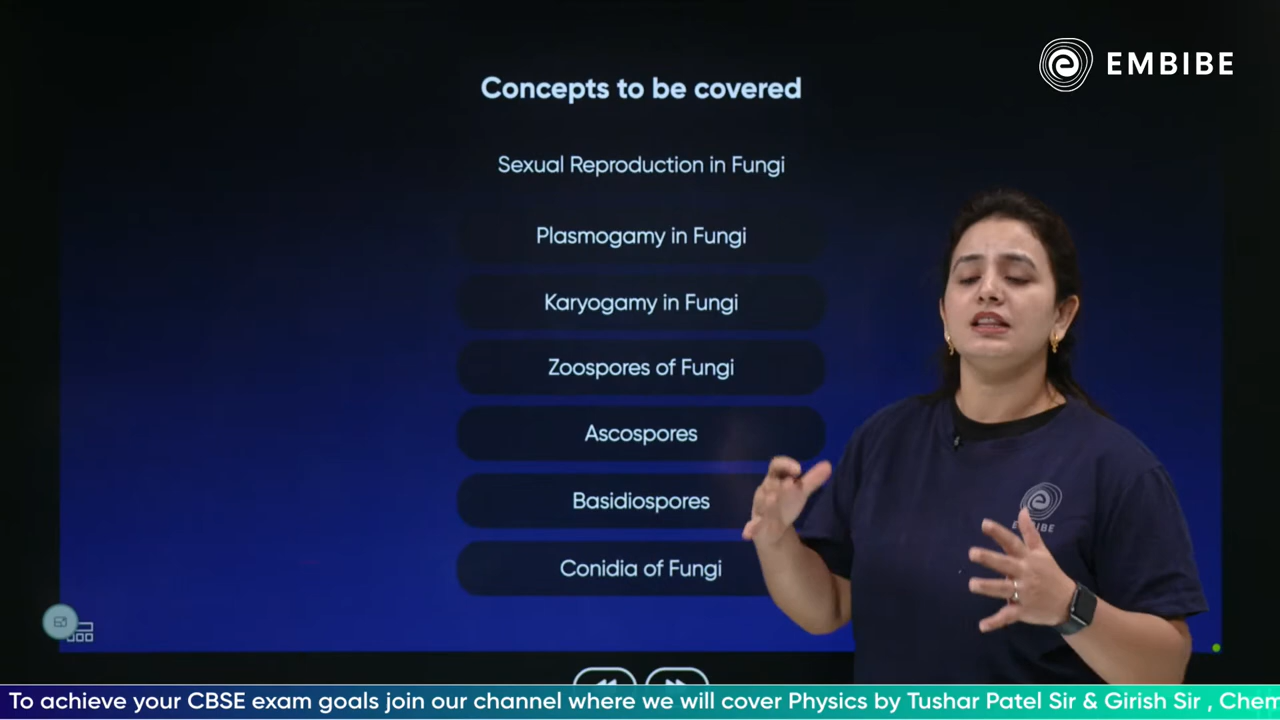 EMBIBE
Concepts to be covered
Sexual Reproduction in Fungi
Plasmogamy in Fungi
Karyogamy in Fungi
Zoospores of Fungi
Ascospores
Basidiospores
Conidia of Fungi
To achieve your CBSE exam goals join our channel where we will cover Physics by Tushar Patel Sir & Girish Sir , Chem